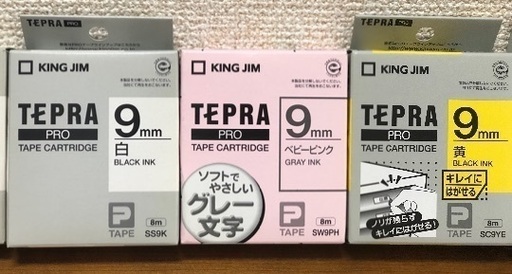 TEPRA PRO
KING JIM
TEPRA
PRO
TAPE CARTRIDGE
9mm
白
BLACK INK
P
TAPE
8m
SS9K
KING JIM
TEPRA
PRO
TAPE CARTRIDGE
9mm
ベビーピンク
GRAY INK
ソフトで
やさしい
グレー
文字
P
TAPE
8m
SW9PH
TEPRA PRO
KING JIM
TEPRA
PRO
TAPE CARTRIDGE
9mm
黄
BLACK INK
キレイに
はがせる
ノリが残らず
キレイにはがせる!
P
TAPE
8m
SC9YE